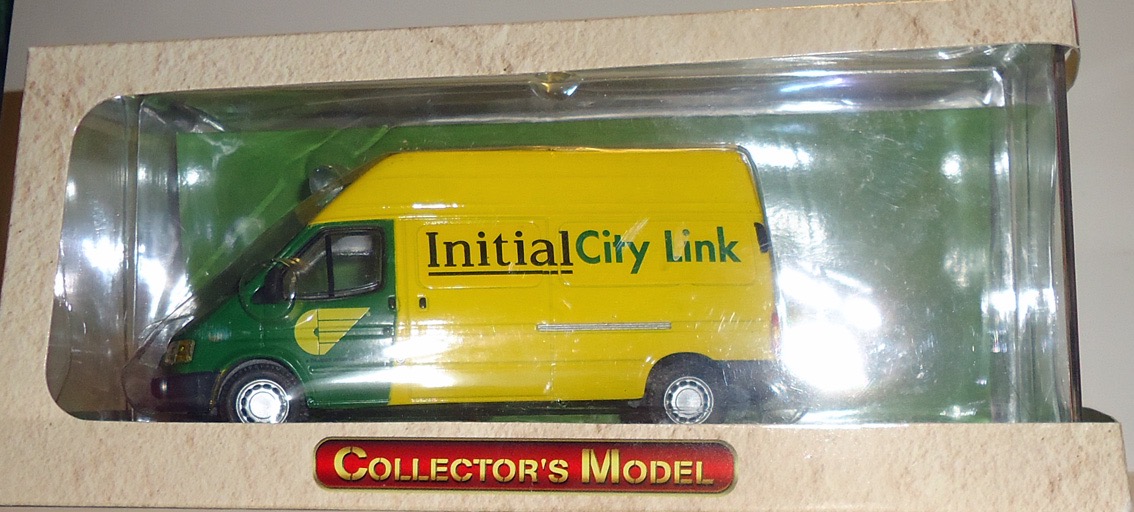 Initial City Link
COLLECTOR'S MODEL